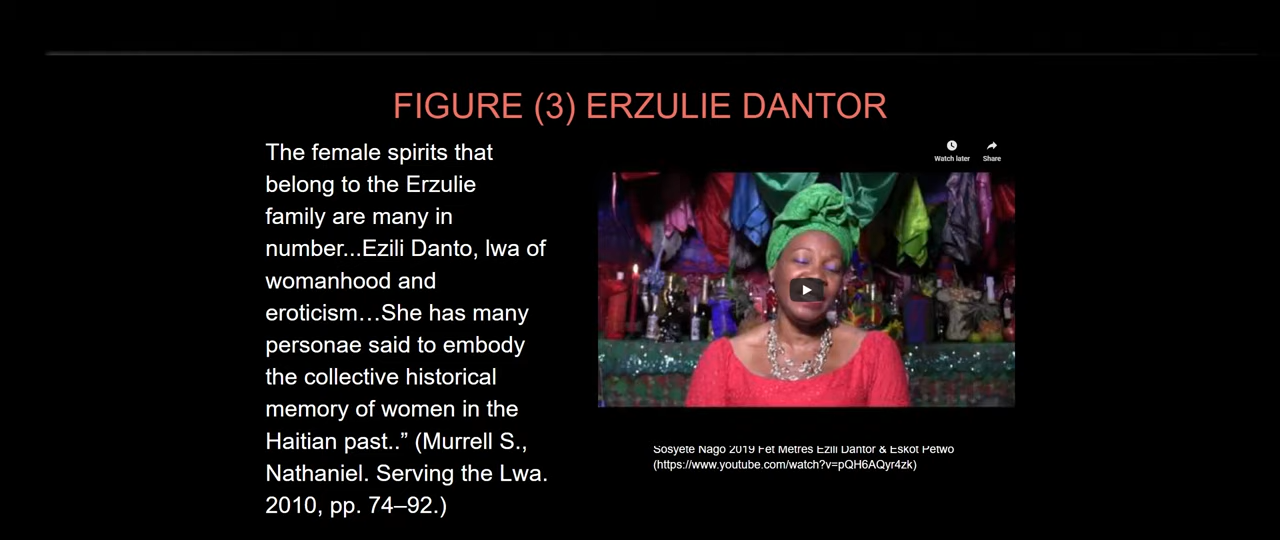 FIGURE (3) ERZULIE DANTOR
The female spirits that
belong to the Erzulie
family are many in
number...Ezili Danto, lwa of
womanhood and
eroticism…She has many
personae said to embody
the collective historical
memory of women in the
Haitian past..” (Murrell S.,
Nathaniel. Serving the Lwa.
2010, pp. 74–92.)
Watch later
Share
Sosyete Nago 2019 Fet Metres Ezili Dantor & Eskot Petwo
(https://www.youtube.com/watch?v=pQH6AQyr4zk)